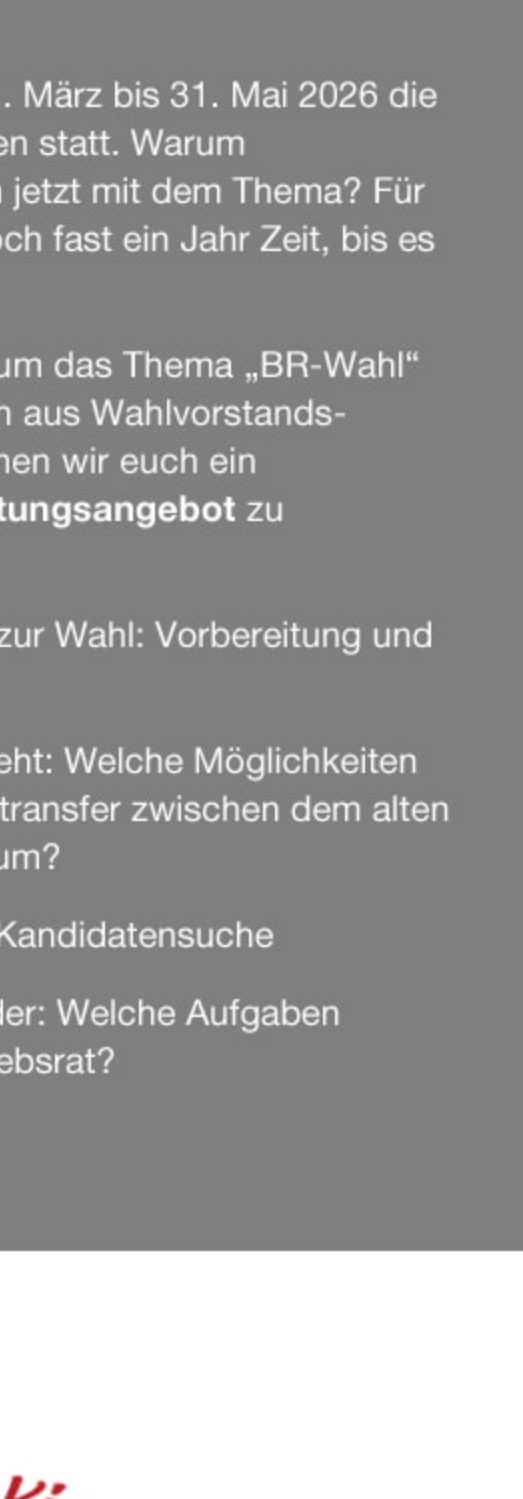 . März bis 31. Mai 2026 die
en statt. Warum
jetzt mit dem Thema? Für
och fast ein Jahr Zeit, bis es
um das Thema „BR-Wahl“
n aus Wahlvorstands-
nen wir euch ein
tungsangebot zu
zur Wahl: Vorbereitung und
eht: Welche Möglichkeiten
transfer zwischen dem alten
um?
Kandidatensuche
der: Welche Aufgaben
ebsrat?